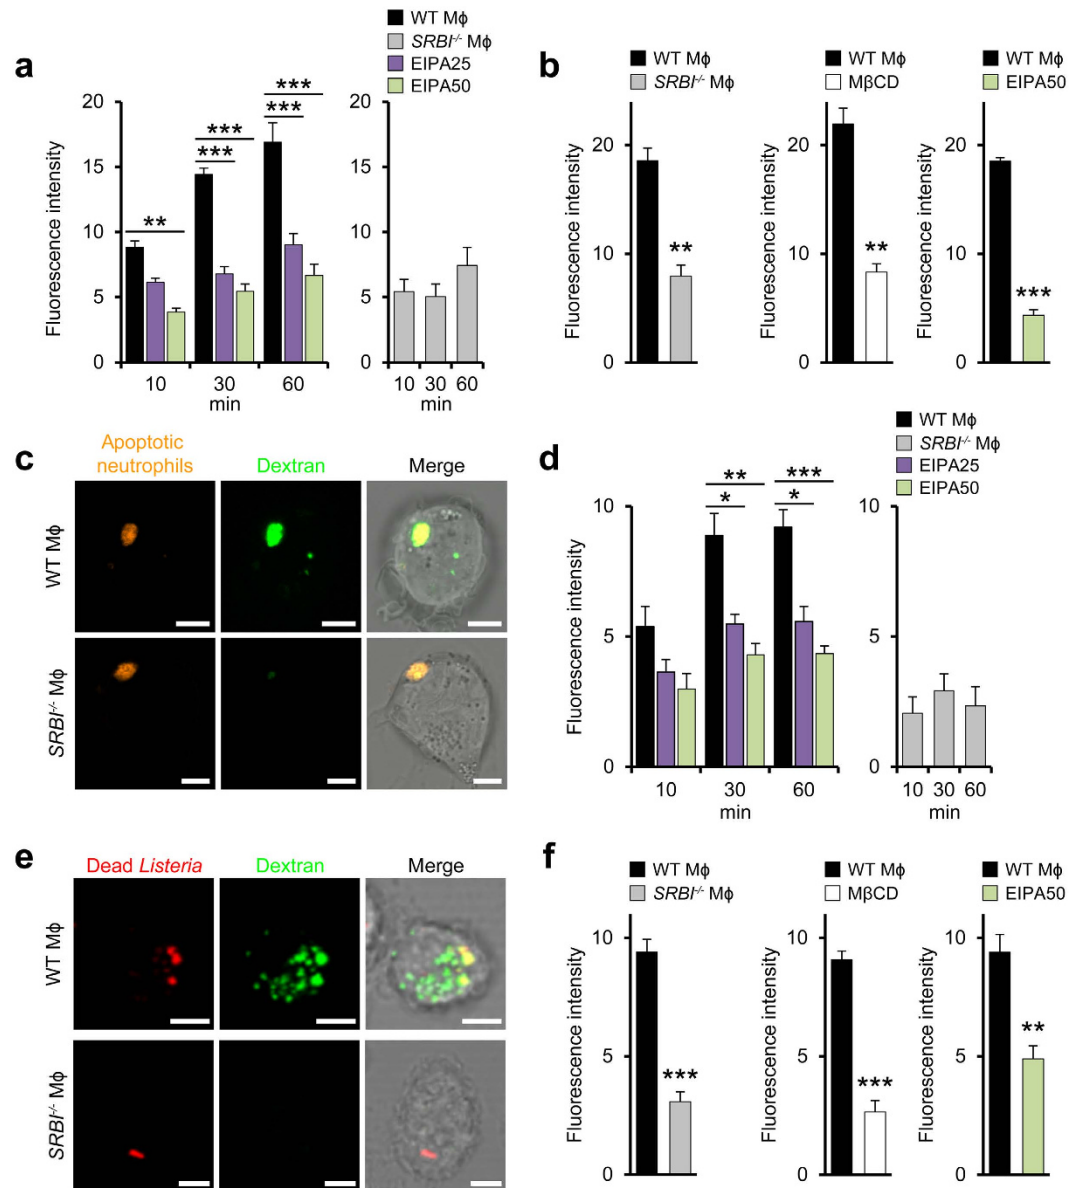 a
WT Mϕ
SRBI-/- Mϕ
EIPA25
EIPA50
Fluorescence intensity
20
15
10
5
0
**
***
***
***
***
10 30 60
min
20
15
10
5
0
10 30 60
min
b
WT Mϕ
SRBI-/- Mϕ
Fluorescence intensity
20
10
0
**
WT Mϕ
MβCD
Fluorescence intensity
20
10
0
**
WT Mϕ
EIPA50
Fluorescence intensity
20
10
0
***
c
Apoptotic
neutrophils
Dextran
Merge
WT Mϕ
SRBI-/- Mϕ
d
WT Mϕ
SRBI-/- Mϕ
EIPA25
EIPA50
Fluorescence intensity
10
5
0
**
*
***
*
10 30 60
min
10
5
0
10 30 60
min
e
Dead Listeria
Dextran
Merge
WT Mϕ
SRBI-/- Mϕ
f
WT Mϕ
SRBI-/- Mϕ
Fluorescence intensity
10
5
0
***
WT Mϕ
MβCD
Fluorescence intensity
10
5
0
***
WT Mϕ
EIPA50
Fluorescence intensity
10
5
0
**